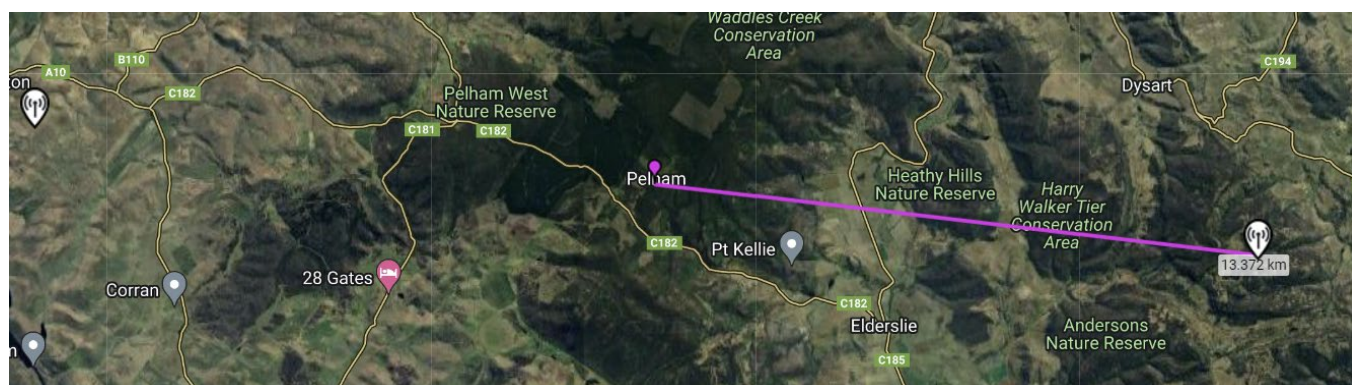 Waddles Creek
Conservation
Area
B110
A10
C194
ton
C182
Dysart
Pelham West
Nature Reserve
C181
C182
Pelham
Heathy Hills
Nature Reserve
Harry
Walker Tier
Conservation
Area
C182
Pt Kellie
13.372 km
28 Gates
Corran
C182
Elderslie
Andersons
Nature Reserve
m
C185